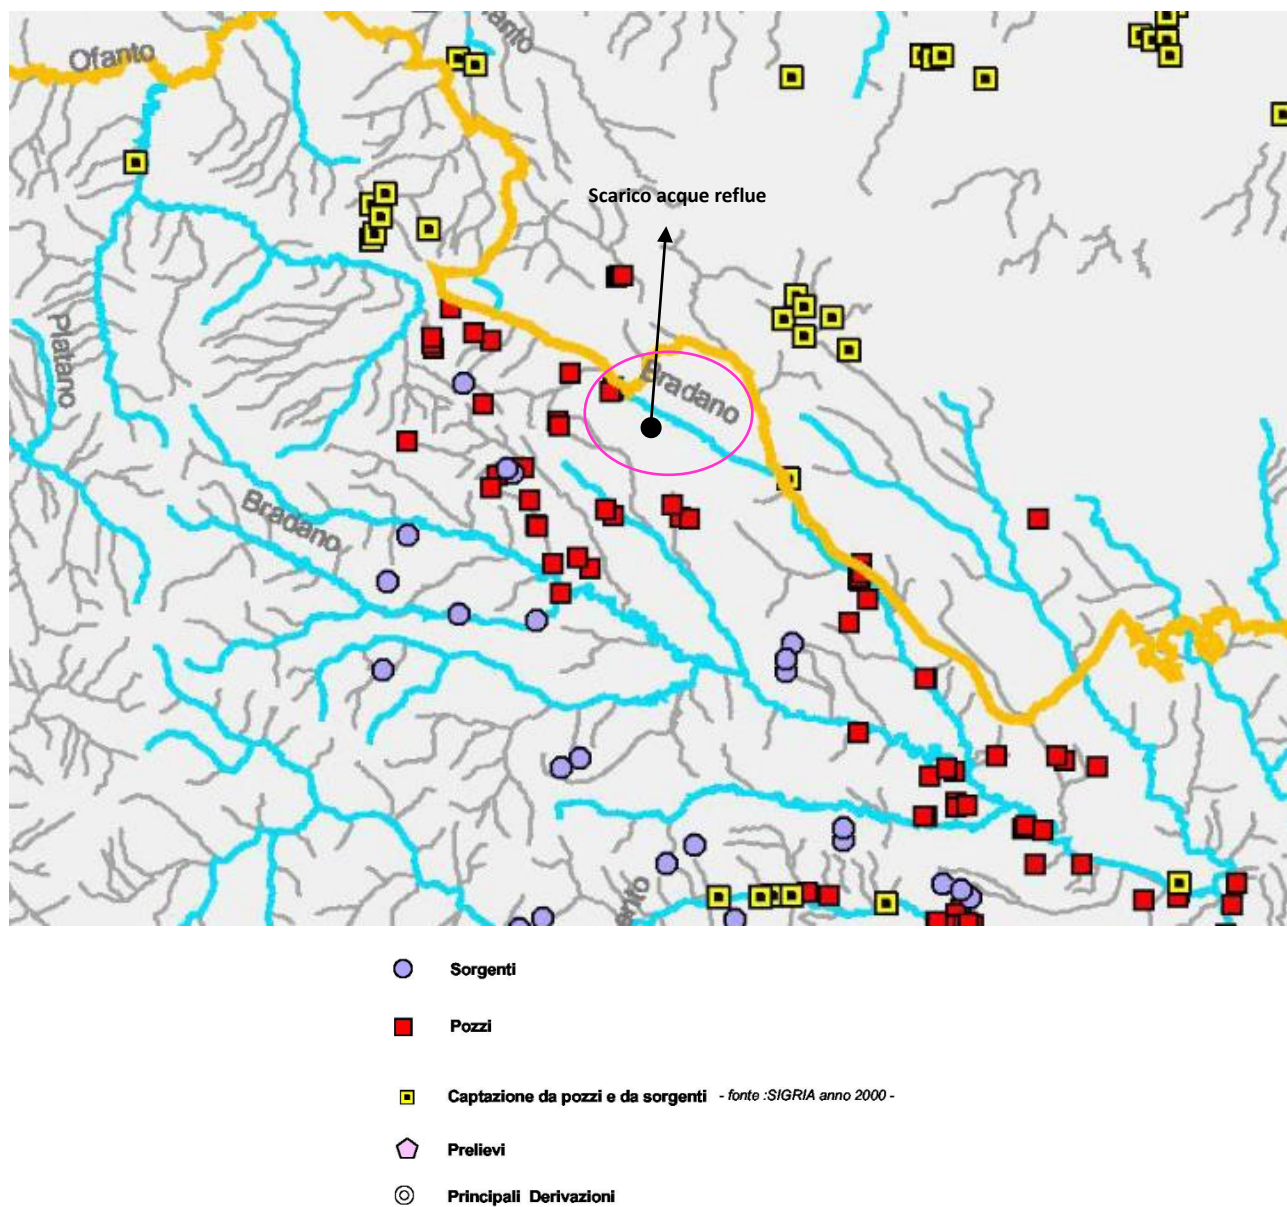 Ofanto
Ofanto
Scarico acque reflue
Platano
Bradano
Bradano
Sorgenti
Pozzi
Captazione da pozzi e da sorgenti - fonte :SIGRIA anno 2000 -
Prelievi
Principali Derivazioni